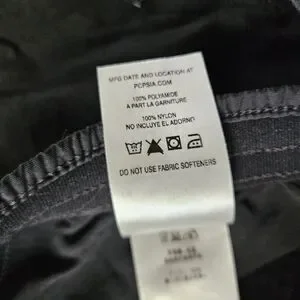 MFG DATE AND LOCATION AT
PCPSIA.COM
100% POLYAMIDE
A PART LA GARNITURE
100% NYLON
NO INCLUYE EL ADORNO
DO NOT USE FABRIC SOFTENERS